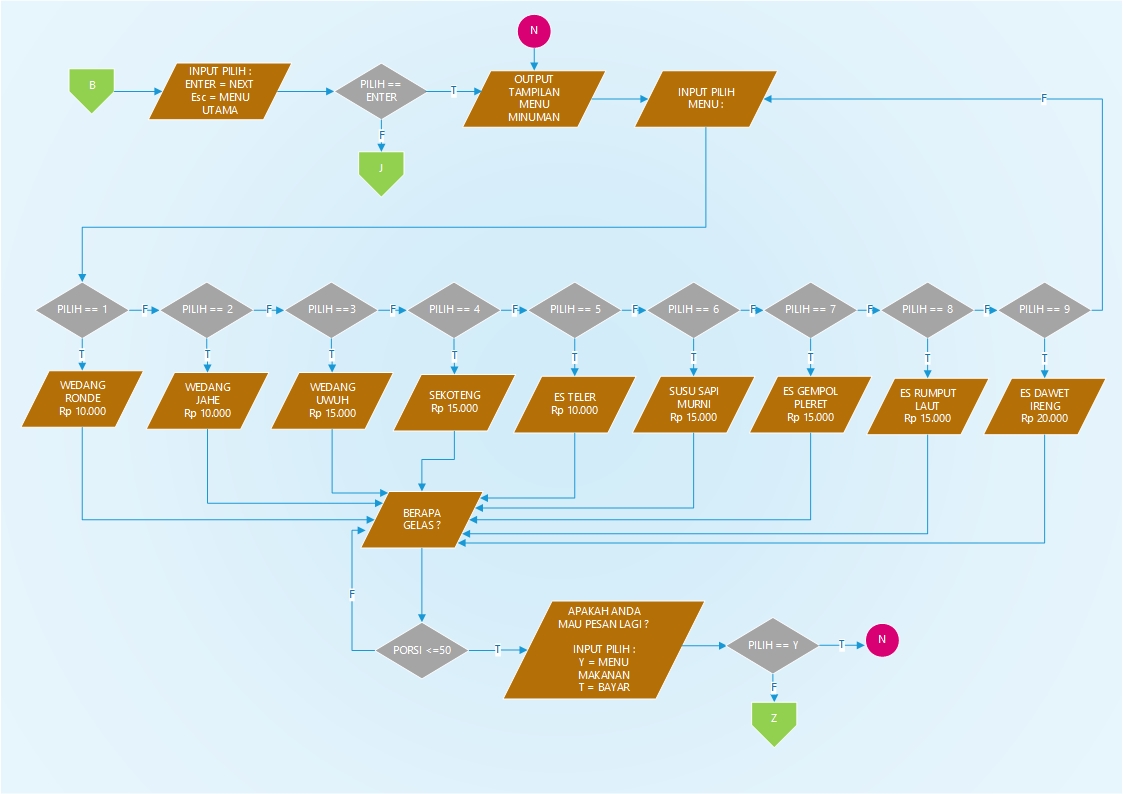 N
B
INPUT PILIH :
ENTER = NEXT
Esc = MENU
UTAMA
PILIH ==
ENTER
T
OUTPUT
TAMPILAN
MENU
MINUMAN
INPUT PILIH
MENU :
F
F
J
PILIH == 1
F
PILIH == 2
F
PILIH ==3
F
PILIH == 4
F
PILIH == 5
F
PILIH == 6
F
PILIH == 7
F
PILIH == 8
F
PILIH == 9
T
T
T
T
T
T
T
T
T
WEDANG
RONDE
Rp 10.000
WEDANG
JAHE
Rp 10.000
WEDANG
UWUH
Rp 15.000
SEKOTENG
Rp 15.000
ES TELER
Rp 10.000
SUSU SAPI
MURNI
Rp 15.000
ES GEMPOL
PLERET
Rp 15.000
ES RUMPUT
LAUT
Rp 15.000
ES DAWET
IRENG
Rp 20.000
BERAPA
GELAS ?
F
PORSI <=50
T
APAKAH ANDA
MAU PESAN LAGI ?
INPUT PILIH :
Y = MENU
MAKANAN
T = BAYAR
PILIH == Y
T
N
F
Z